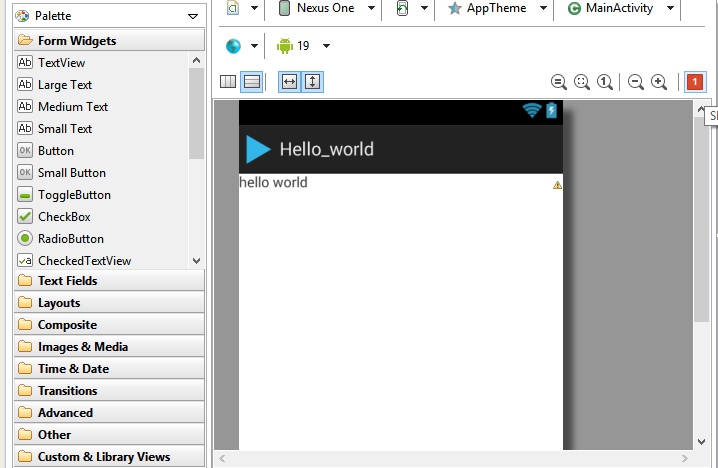 Palette
Nexus One
AppTheme
MainActivity
Form Widgets
19
Ab TextView
Ab Large Text
Ab Medium Text
Ab Small Text
OK Button
OK Small Button
ToggleButton
CheckBox
RadioButton
a CheckedTextView
Text Fields
Layouts
Composite
Images & Media
Time & Date
Transitions
Advanced
Other
Custom & Library Views
1
1
Hello_world
hello world